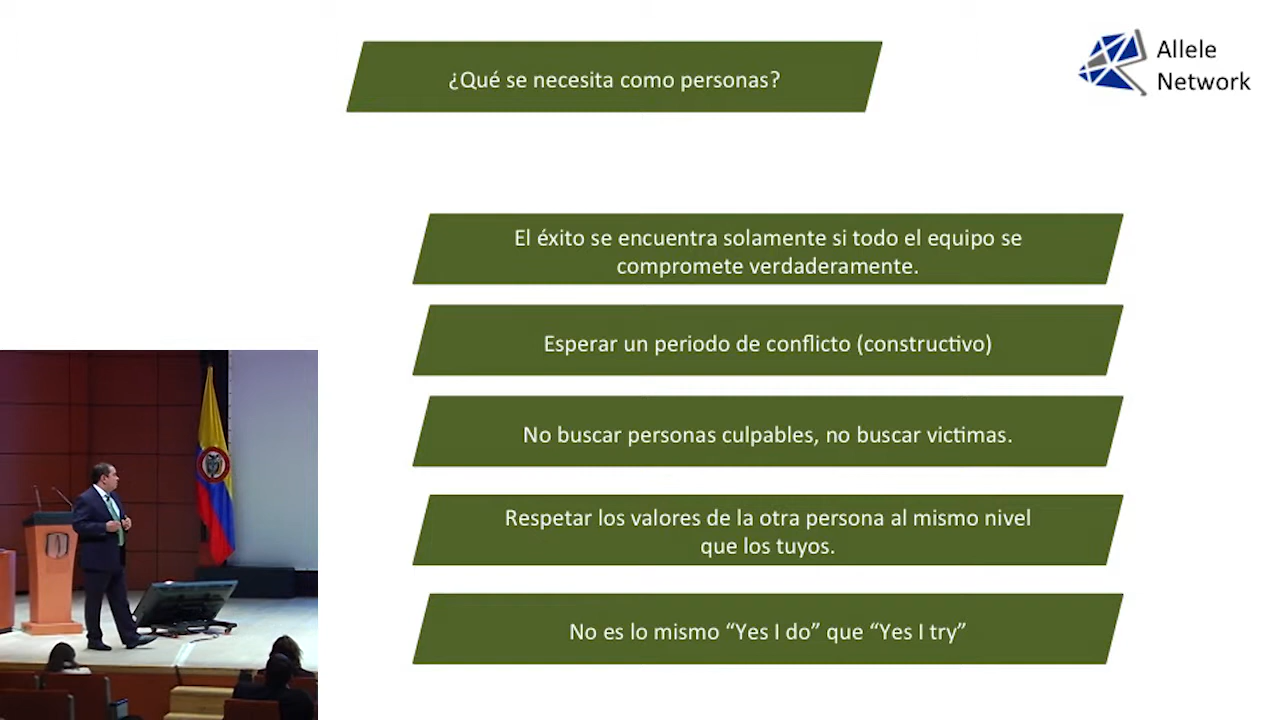 ¿Qué se necesita como personas?
Allele
Network
El éxito se encuentra solamente si todo el equipo se
compromete verdaderamente.
Esperar un periodo de conflicto (constructivo)
No buscar personas culpables, no buscar victimas.
Respetar los valores de la otra persona al mismo nivel
que los tuyos.
No es lo mismo “Yes I do” que “Yes I try”